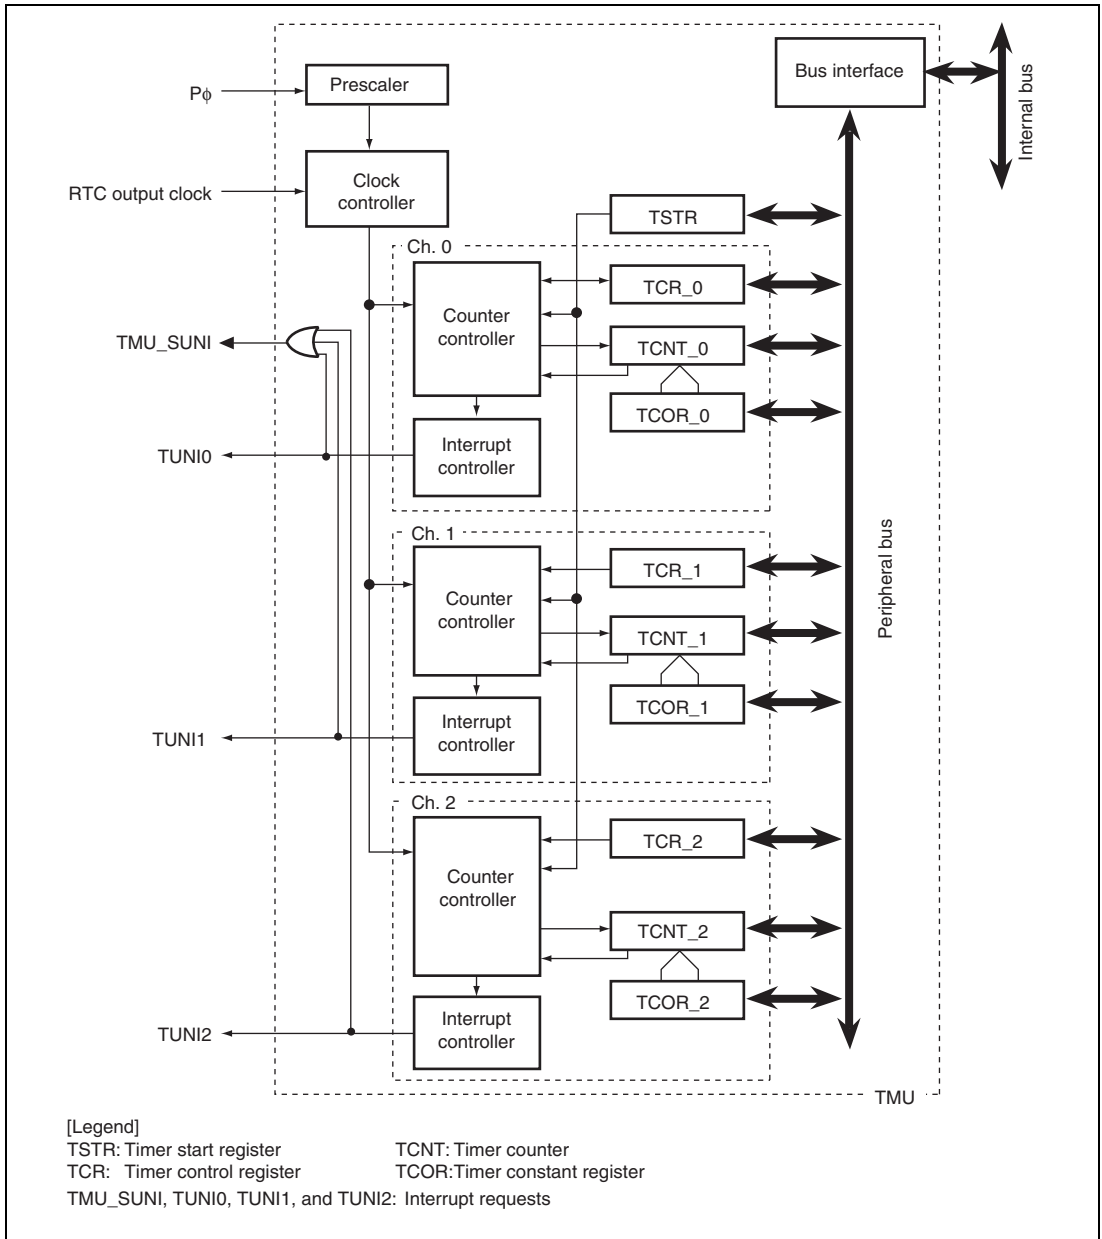 Bus interface
Internal bus
Prescaler
Pϕ
Clock
controller
RTC output clock
TSTR
Ch. 0
Counter
controller
TCR_0
TCNT_0
TMU_SUNI
TCOR_0
Interrupt
controller
TUNI0
Peripheral bus
Ch. 1
Counter
controller
TCR_1
TCNT_1
TCOR_1
Interrupt
controller
TUNI1
Ch. 2
Counter
controller
TCR_2
TCNT_2
TCOR_2
Interrupt
controller
TUNI2
TMU
[Legend]
TSTR: Timer start register
TCNT: Timer counter
TCR: Timer control register
TCOR:Timer constant register
TMU_SUNI, TUNI0, TUNI1, and TUNI2: Interrupt requests